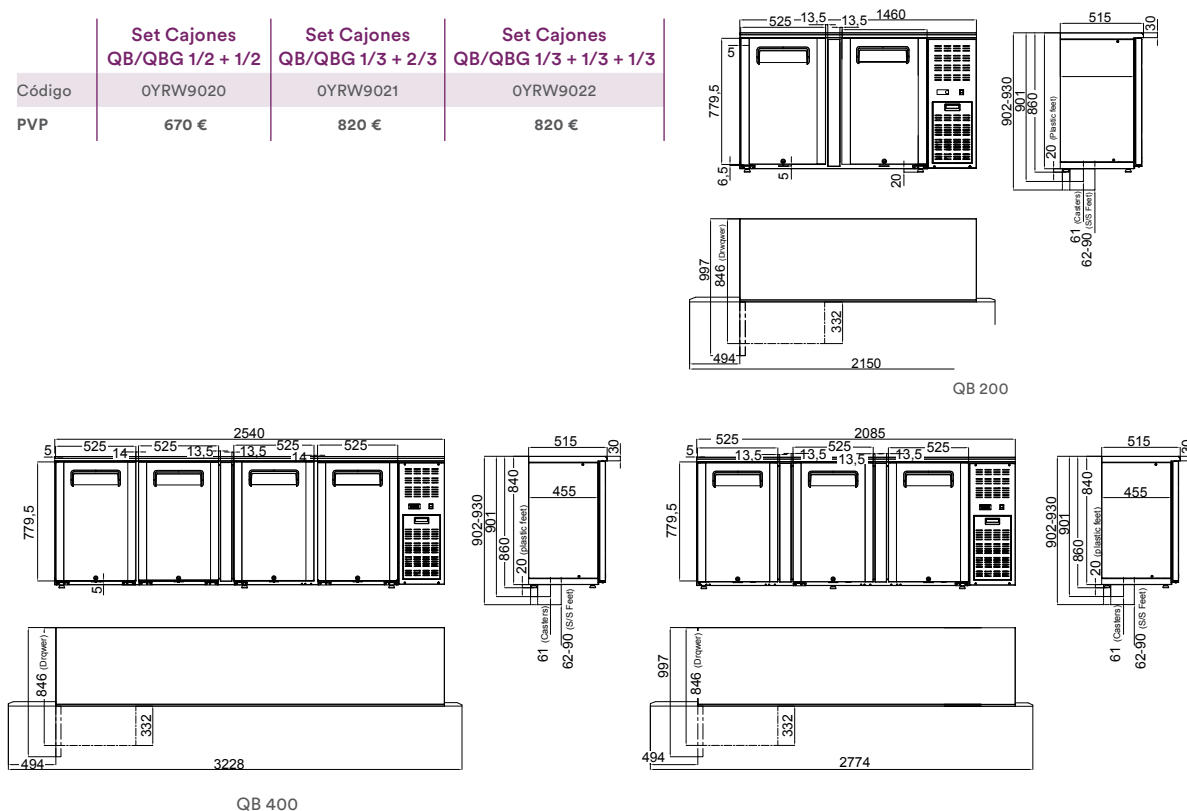 Set Cajones QB/QBG 1/2 + 1/2
Set Cajones QB/QBG 1/3 + 2/3
Set Cajones QB/QBG 1/3 + 1/3 + 1/3
Código 0YRW9020 0YRW9021 0YRW9022
PVP 670 € 820 € 820 €
1460
525 13,5 13,5
5
779,5
6,5
5
20
515
30
902-930
901
860
20 (Plastic feet)
61 (Casters)
62-90 (S/S Feet)
997
846 (Drwqwer)
332
494
2150
QB 200
2540
5 525 525 525 525
14 13,5 13,5 14
779,5
5
515
30
840
455
902-930
901
860
20 (plastic feet)
61 (Casters)
62-90 (S/S Feet)
846 (Drqwer)
332
494
3228
QB 400
2085
5 525 525 525
13,5 13,5 13,5 13,5
779,5
515
30
840
455
902-930
901
860
20 (plastic feet)
61 (Casters)
62-90 (S/S Feet)
997
846 (Drqwer)
332
494
2774